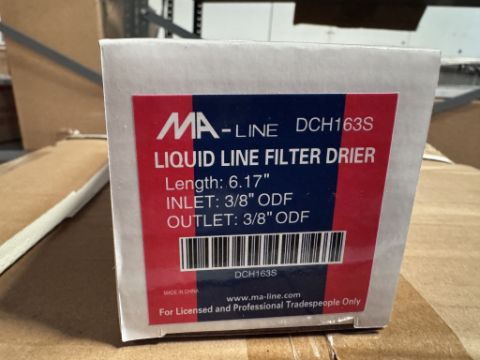 MA-LINE DCH163S
LIQUID LINE FILTER DRIER
Length: 6.17"
INLET: 3/8" ODF
OUTLET: 3/8" ODF
DCH163S
MADE IN CHINA
www.ma-line.com
For Licensed and Professional Tradespeople Only